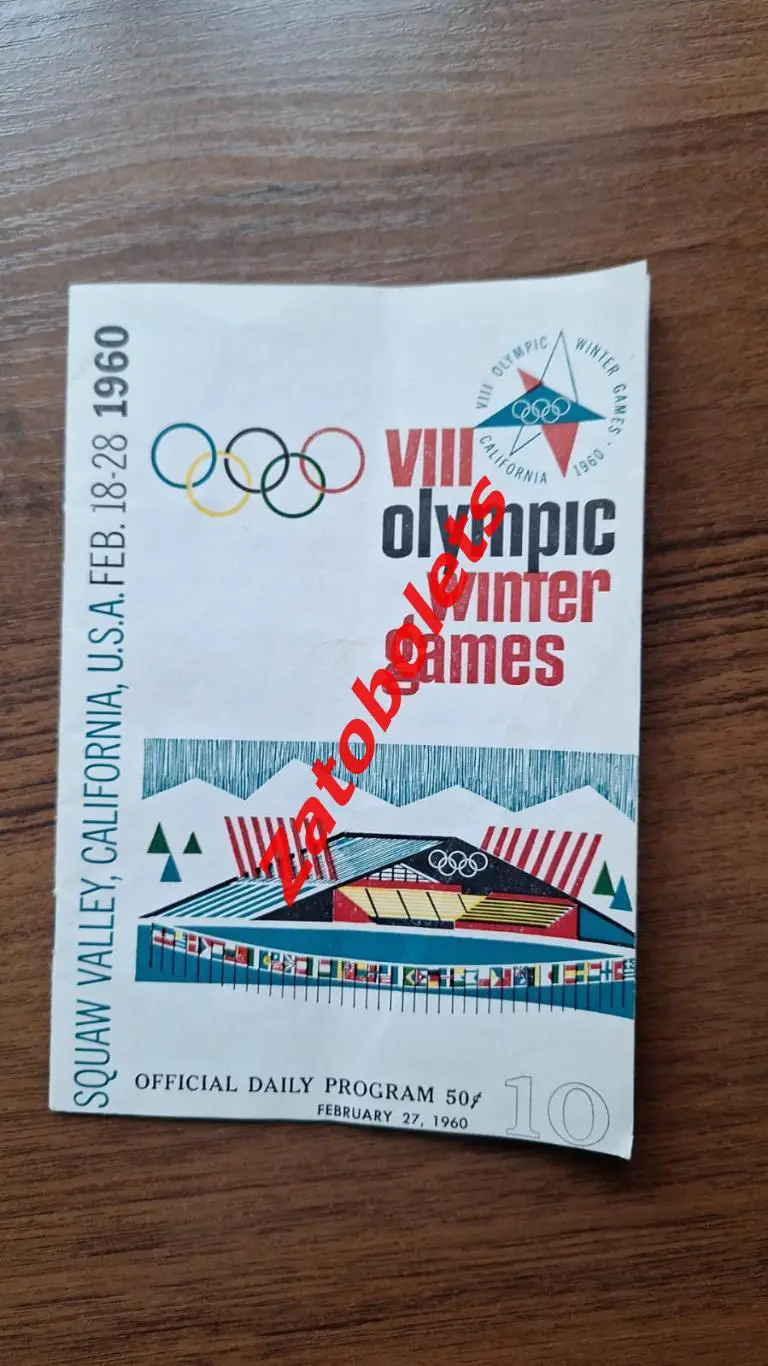 SQUAW VALLEY, CALIFORNIA, U.S.A. FEB. 18-28 1960
VIII OLYMPIC WINTER GAMES
CALIFORNIA 1960
VIII
olympic
winter
games
Zatobolets
OFFICIAL DAILY PROGRAM 50¢
FEBRUARY 27, 1960
10